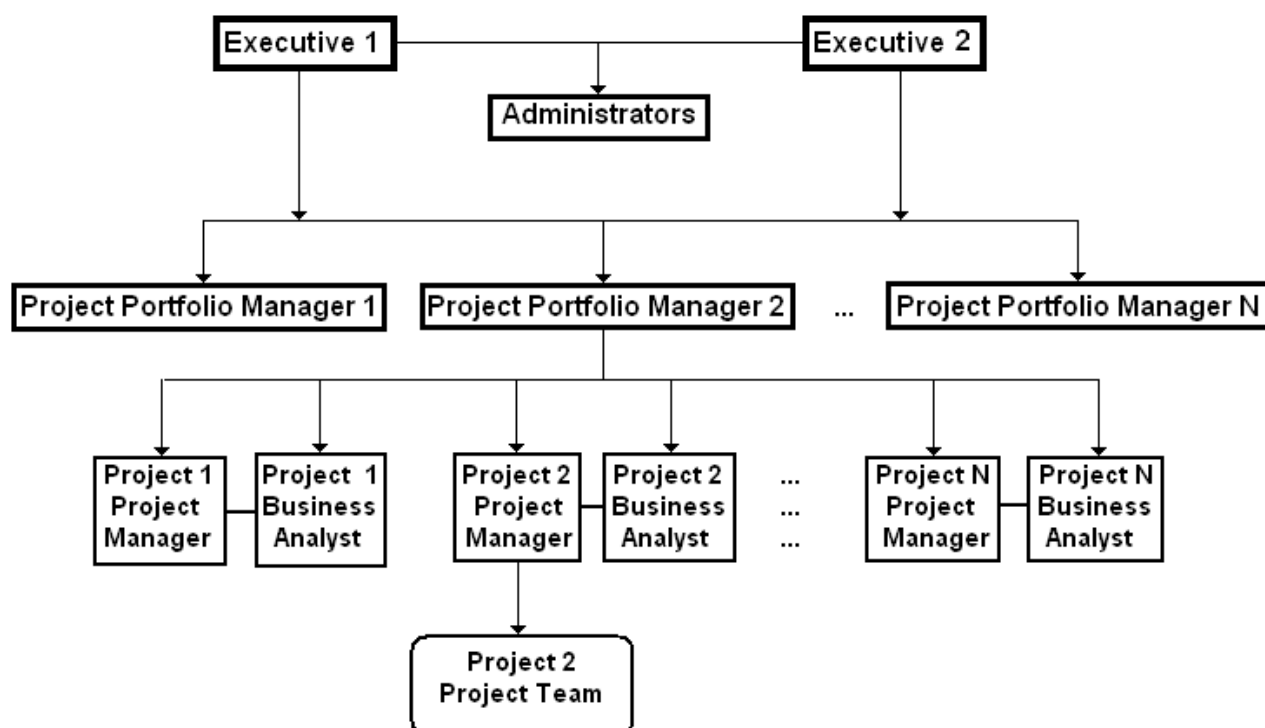 Executive 1
Executive 2
Administrators
Project Portfolio Manager 1
Project Portfolio Manager 2
...
Project Portfolio Manager N
Project 1
Project
Manager
Project 1
Business
Analyst
Project 2
Project
Manager
Project 2
Business
Analyst
...
...
...
Project N
Project
Manager
Project N
Business
Analyst
Project 2
Project Team